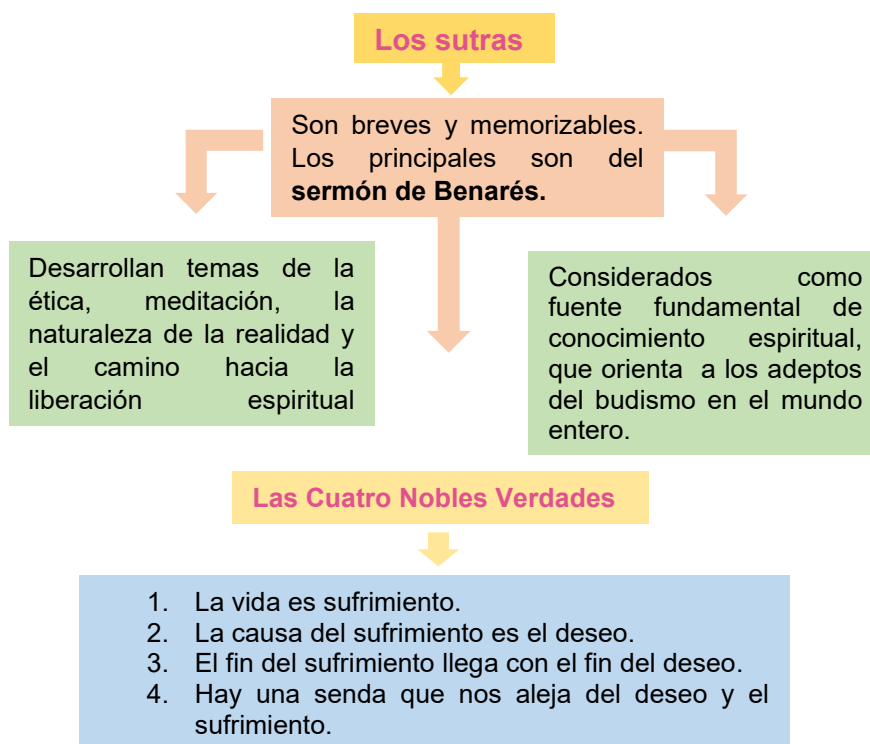 Los sutras
Son breves y memorizables.
Los principales son del
sermón de Benarés.
Desarrollan temas de la
ética, meditación, la
naturaleza de la realidad y
el camino hacia la
liberación espiritual
Considerados como
fuente fundamental de
conocimiento espiritual,
que orienta a los adeptos
del budismo en el mundo
entero.
Las Cuatro Nobles Verdades
1. La vida es sufrimiento.
2. La causa del sufrimiento es el deseo.
3. El fin del sufrimiento llega con el fin del deseo.
4. Hay una senda que nos aleja del deseo y el
sufrimiento.